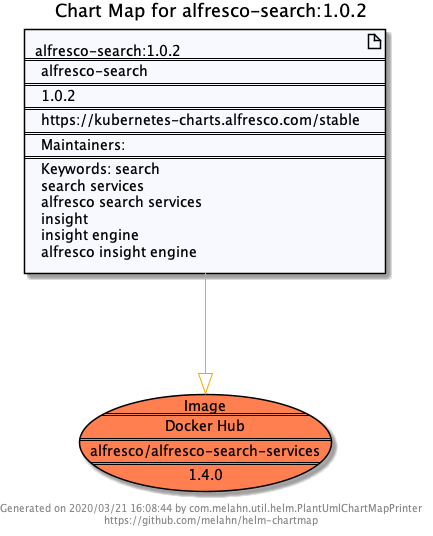 Chart Map for alfresco-search:1.0.2
alfresco-search:1.0.2
alfresco-search
1.0.2
https://kubernetes-charts.alfresco.com/stable
Maintainers:
Keywords: search
search services
alfresco search services
insight
insight engine
alfresco insight engine
Image
Docker Hub
alfresco/alfresco-search-services
1.4.0
Generated on 2020/03/21 16:08:44 by com.melahn.util.helm.PlantUmlChartMapPrinter
https://github.com/melahn/helm-chartmap